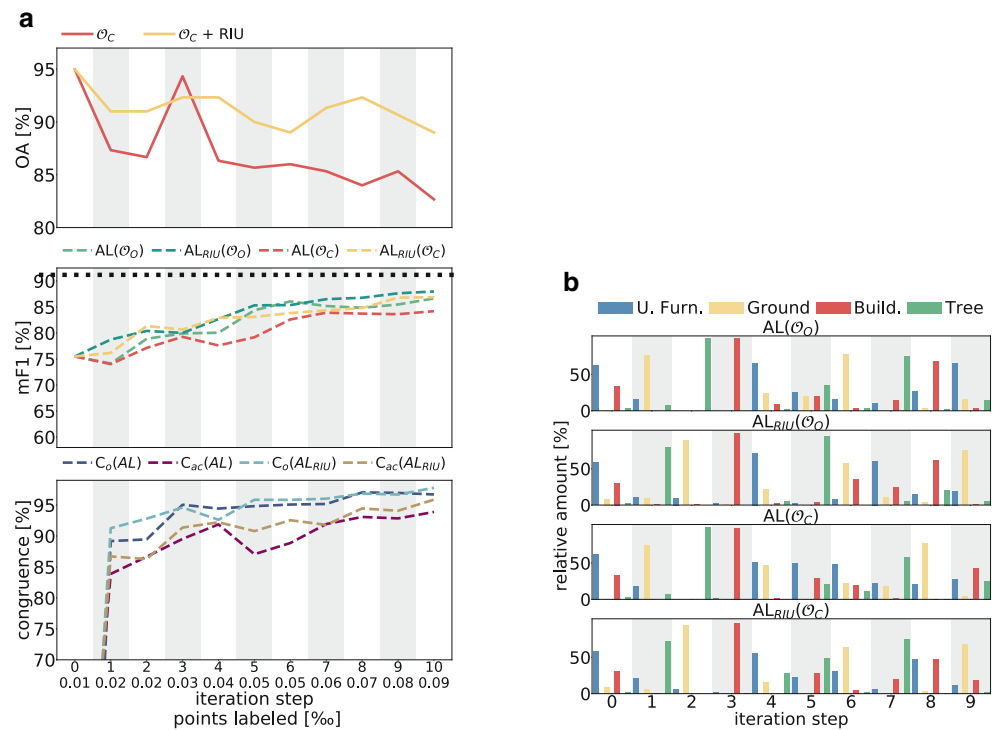 a
𝒪_C 𝒪_C + RIU
95
90
85
80
OA [%]
AL(𝒪_O) AL_RIU(𝒪_O) AL(𝒪_C) AL_RIU(𝒪_C)
90
85
80
75
70
65
60
mF1 [%]
C_o(AL) C_ac(AL) C_o(AL_RIU) C_ac(AL_RIU)
95
90
85
80
75
70
congruence [%]
0 1 2 3 4 5 6 7 8 9 10
0.01 0.02 0.02 0.03 0.04 0.05 0.05 0.06 0.07 0.08 0.09
iteration step
points labeled [‰]
b
U. Furn. Ground Build. Tree
AL(𝒪_O)
50
0
AL_RIU(𝒪_O)
50
0
AL(𝒪_C)
50
0
AL_RIU(𝒪_C)
50
0
relative amount [%]
0 1 2 3 4 5 6 7 8 9
iteration step